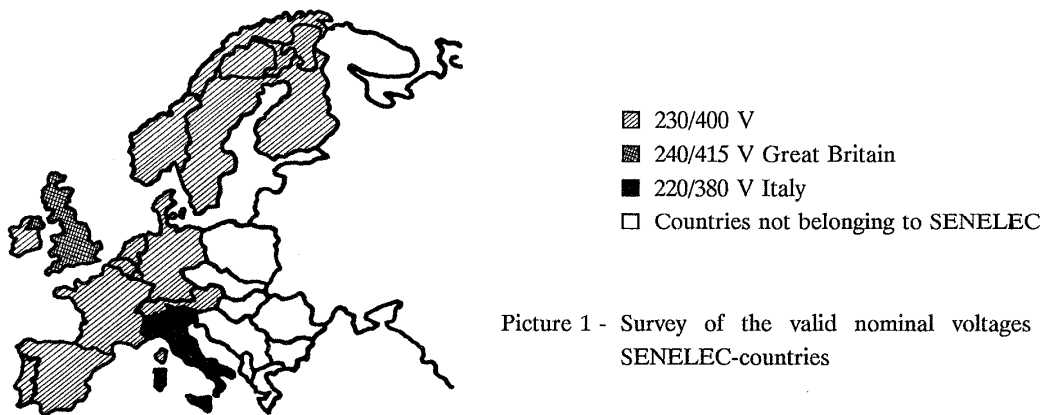 230/400 V
240/415 V Great Britain
220/380 V Italy
Countries not belonging to SENELEC
Picture 1 - Survey of the valid nominal voltages
SENELEC-countries